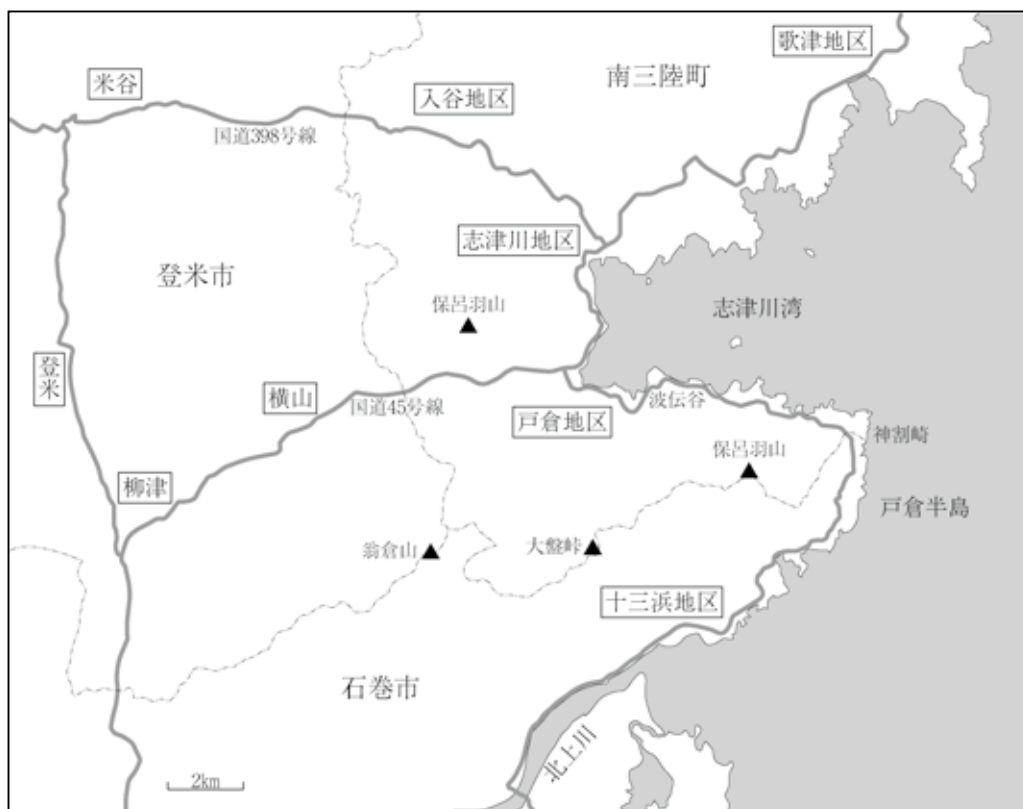 歌津地区
南三陸町
米谷
入谷地区
国道398号線
志津川地区
登米市
保呂羽山
志津川湾
登米
横山
国道45号線
波伝谷
戸倉地区
神割崎
保呂羽山
柳津
戸倉半島
翁倉山
大盤峠
十三浜地区
石巻市
北上川
2km